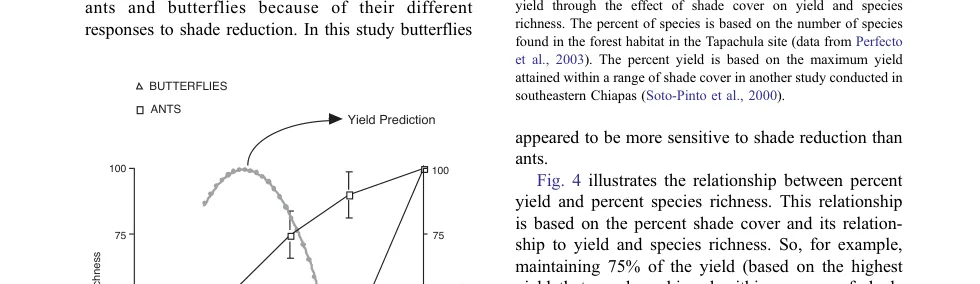 ants and butterflies because of their different
responses to shade reduction. In this study butterflies
BUTTERFLIES
ANTS
Yield Prediction
100
100
75
75
yield through the effect of shade cover on yield and species
richness. The percent of species is based on the number of species
found in the forest habitat in the Tapachula site (data from Perfecto
et al., 2003). The percent yield is based on the maximum yield
attained within a range of shade cover in another study conducted in
southeastern Chiapas (Soto-Pinto et al., 2000).
appeared to be more sensitive to shade reduction than
ants.
Fig. 4 illustrates the relationship between percent
yield and percent species richness. This relationship
is based on the percent shade cover and its relation-
ship to yield and species richness. So, for example,
maintaining 75% of the yield (based on the highest